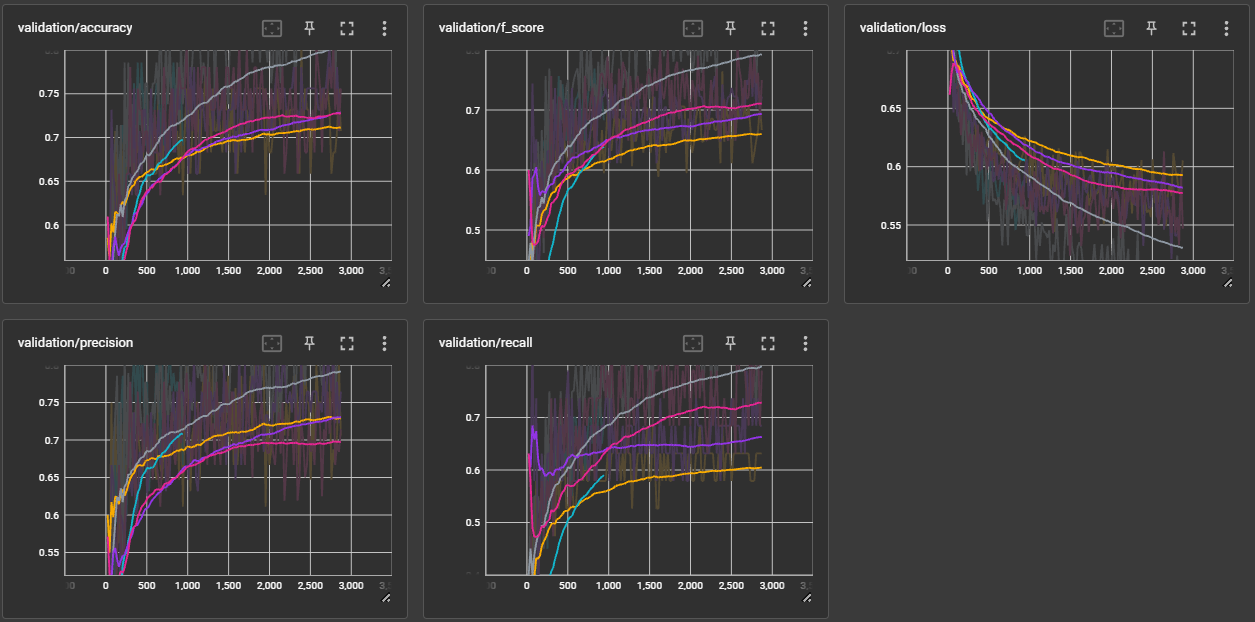 validation/accuracy
0.75
0.7
0.65
0.6
0 500 1,000 1,500 2,000 2,500 3,000
validation/f_score
0.7
0.6
0.5
0 500 1,000 1,500 2,000 2,500 3,000
validation/loss
0.65
0.6
0.55
0 500 1,000 1,500 2,000 2,500 3,000
validation/precision
0.75
0.7
0.65
0.6
0.55
0 500 1,000 1,500 2,000 2,500 3,000
validation/recall
0.7
0.6
0.5
0 500 1,000 1,500 2,000 2,500 3,000